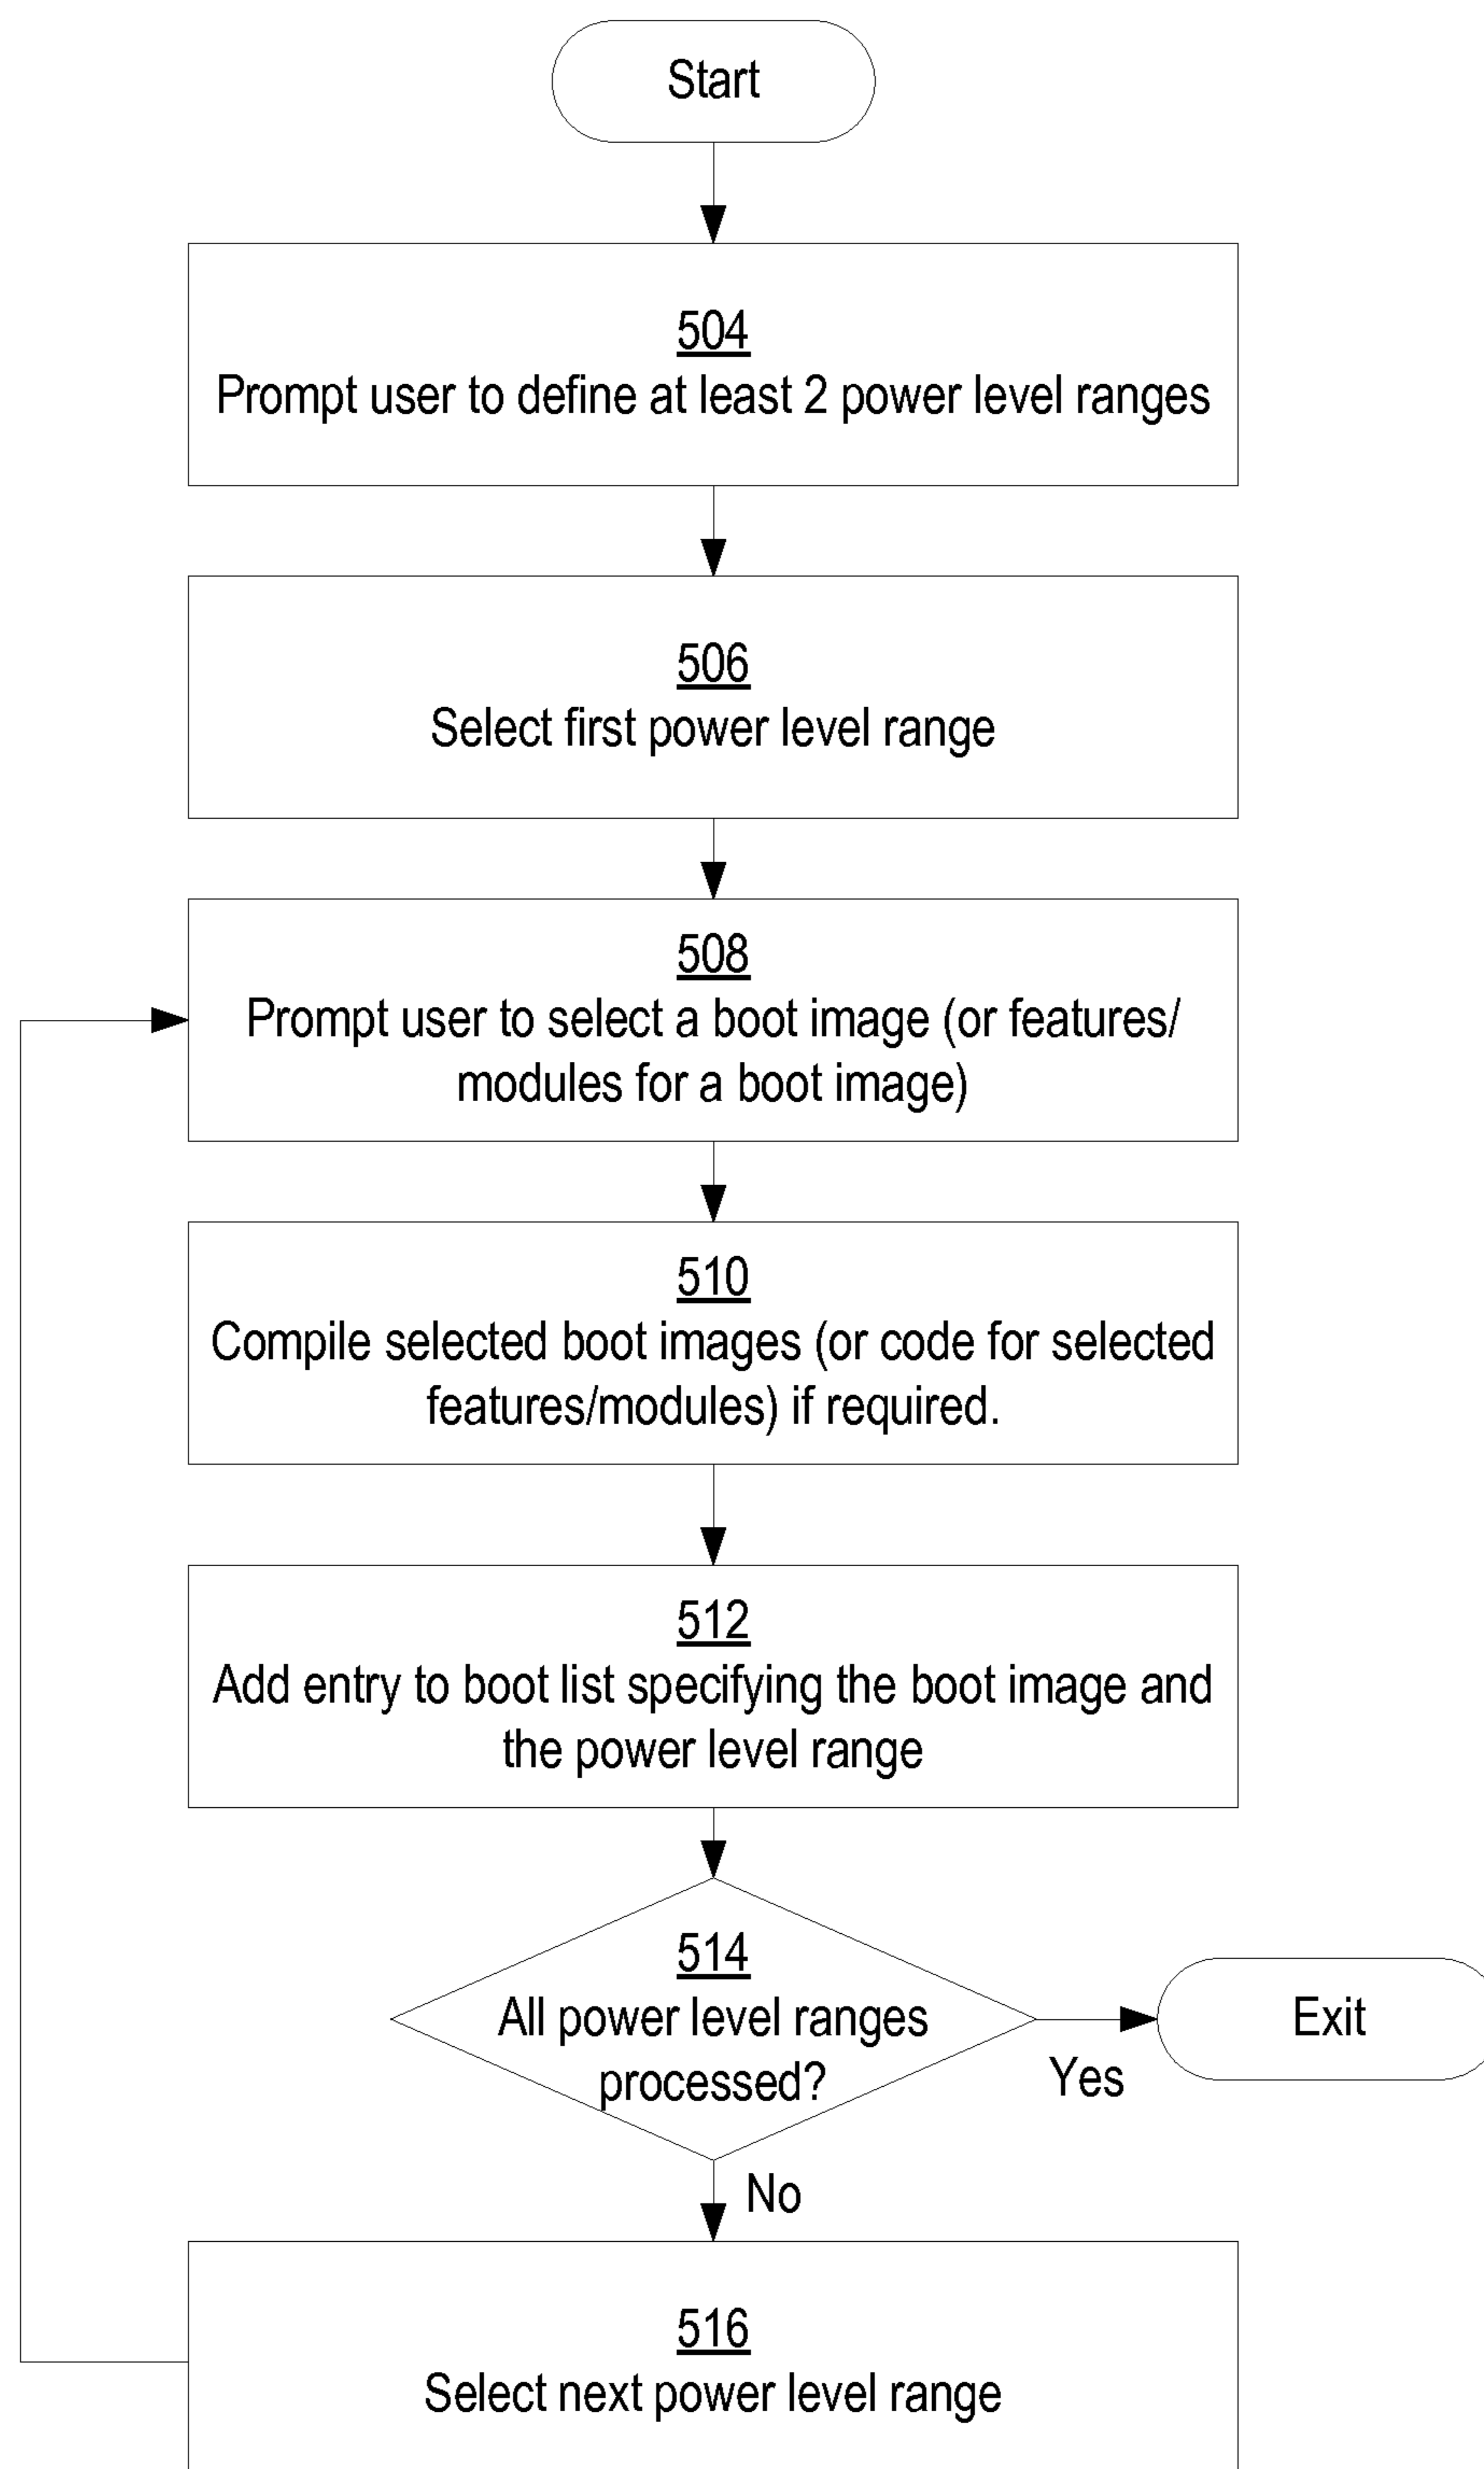 Start
504
Prompt user to define at least 2 power level ranges
506
Select first power level range
508
Prompt user to select a boot image (or features/
modules for a boot image)
510
Compile selected boot images (or code for selected
features/modules) if required.
512
Add entry to boot list specifying the boot image and
the power level range
514
All power level ranges
processed?
Exit
Yes
No
516
Select next power level range